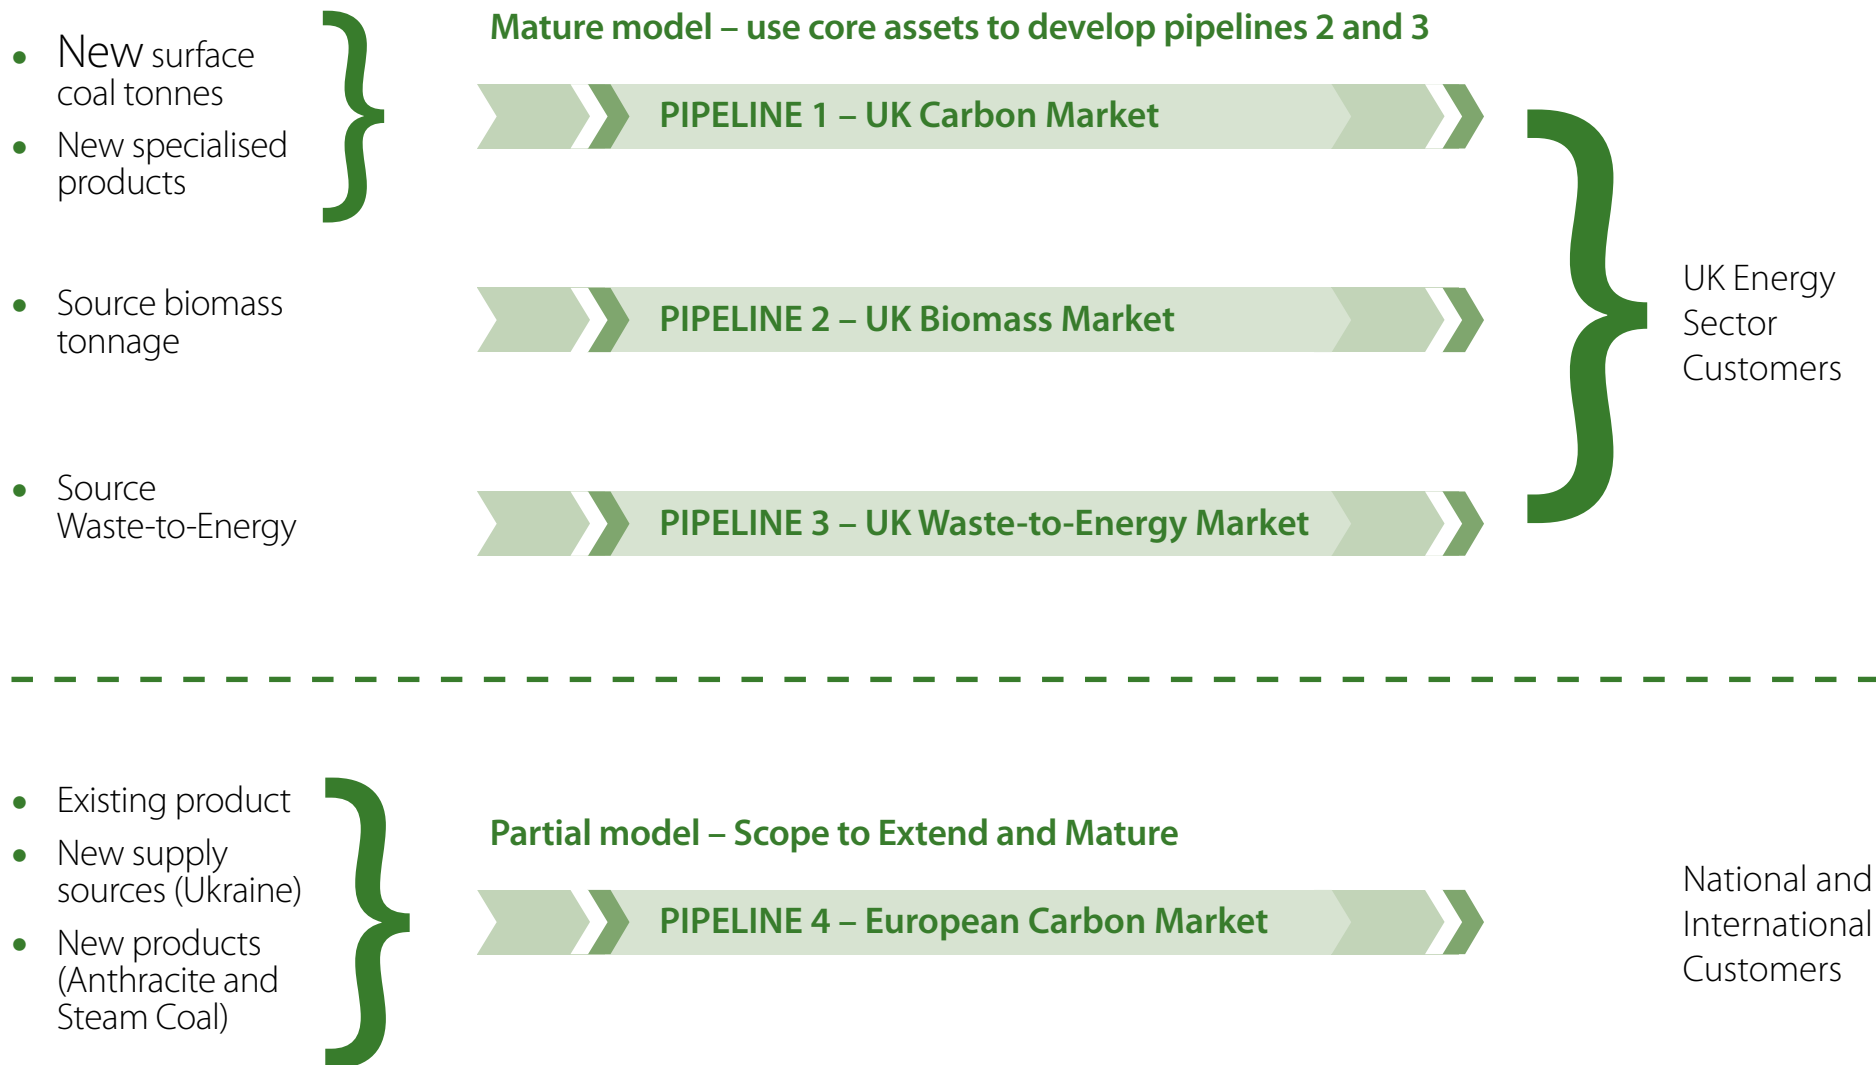 Mature model – use core assets to develop pipelines 2 and 3
• New surface
coal tonnes
• New specialised
products
PIPELINE 1 – UK Carbon Market
• Source biomass
tonnage
PIPELINE 2 – UK Biomass Market
• Source
Waste-to-Energy
PIPELINE 3 – UK Waste-to-Energy Market
UK Energy
Sector
Customers
• Existing product
• New supply
sources (Ukraine)
• New products
(Anthracite and
Steam Coal)
Partial model – Scope to Extend and Mature
PIPELINE 4 – European Carbon Market
National and
International
Customers